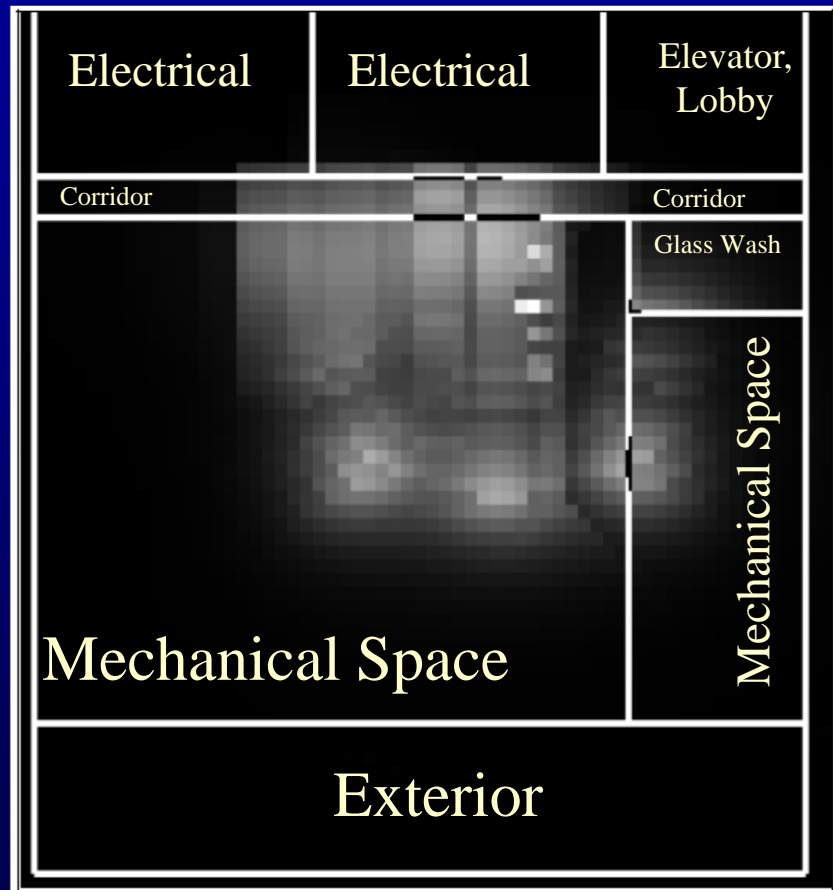 Electrical
Electrical
Elevator,
Lobby
Corridor
Corridor
Glass Wash
Mechanical Space
Mechanical Space
Exterior